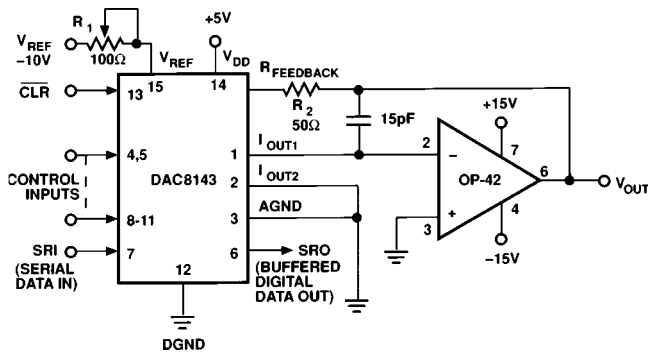 +5V
R1
VREF
−10V
100Ω
VREF
VDD
RFEEDBACK
CLR
13
15
14
R2
50Ω
15pF
+15V
4,5
1
IOUT1
2
−
7
CONTROL
INPUTS
DAC8143
2
IOUT2
OP-42
6
VOUT
8-11
3
AGND
+
3
4
SRI
7
6
SRO
−15V
(SERIAL
DATA IN)
12
(BUFFERED
DIGITAL
DATA OUT)
DGND